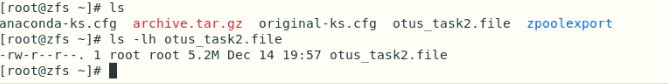 [root@zfs ~]# ls
anaconda-ks.cfg archive.tar.gz original-ks.cfg otus_task2.file zpoolexport
[root@zfs ~]# ls -lh otus_task2.file
-rw-r--r--. 1 root root 5.2M Dec 14 19:57 otus_task2.file
[root@zfs ~]#